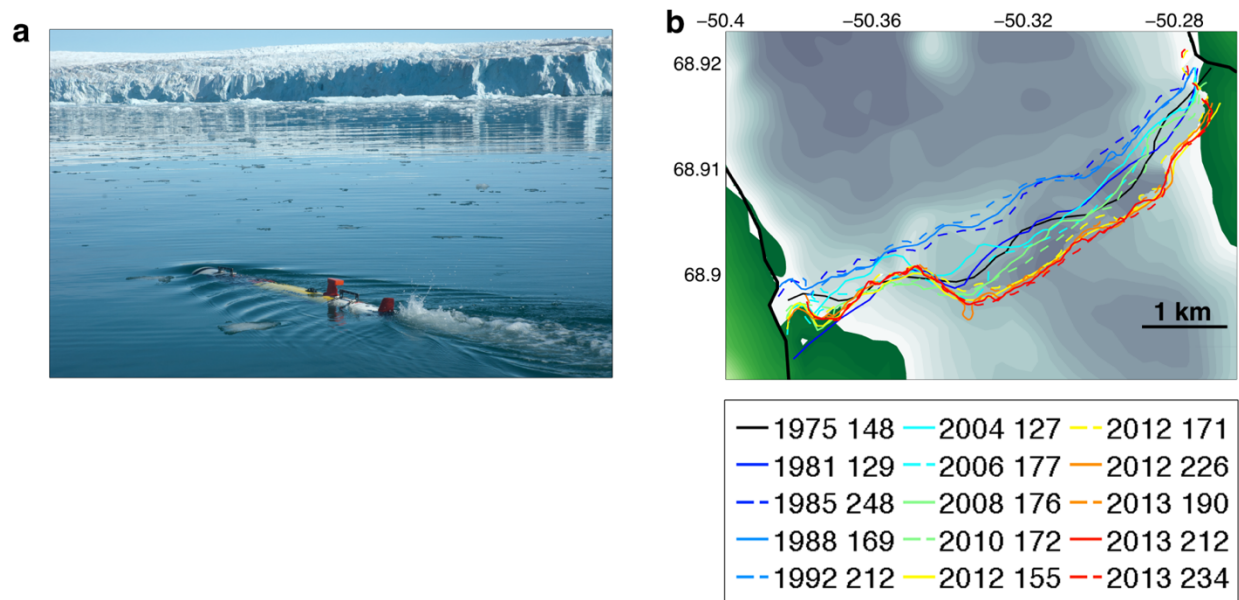 a
b
−50.4 −50.36 −50.32 −50.28
68.92
68.91
68.9
1 km
1975 148 2004 127 2012 171
1981 129 2006 177 2012 226
1985 248 2008 176 2013 190
1988 169 2010 172 2013 212
1992 212 2012 155 2013 234